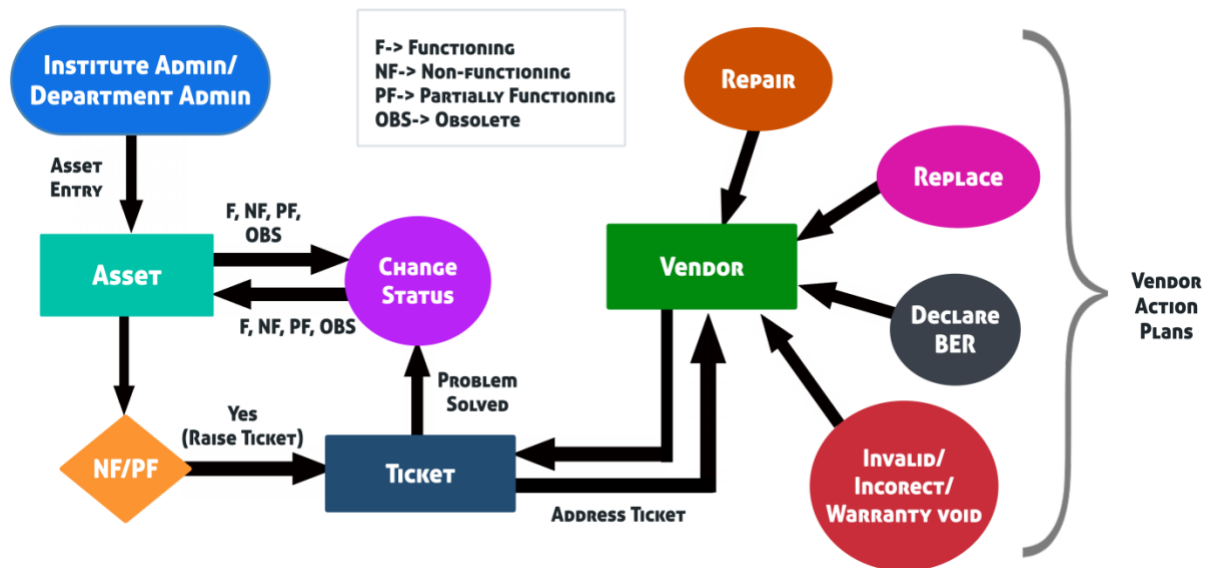 Institute Admin/
Department Admin
F-> Functioning
NF-> Non-functioning
PF-> Partially Functioning
OBS-> Obsolete
Repair
Replace
Asset
Entry
F, NF, PF,
OBS
Asset
Change
Status
F, NF, PF, OBS
Vendor
Declare
BER
Vendor
Action
Plans
Problem
Solved
Yes
(Raise Ticket)
NF/PF
Ticket
Address Ticket
Invalid/
Incorect/
Warranty void